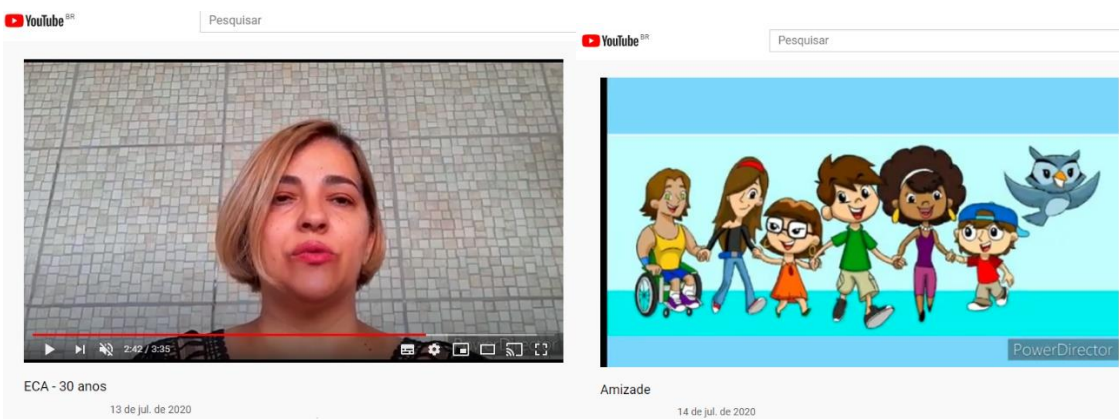 YouTube BR
Pesquisar
2:42 / 3:35
PowerDirector
ECA - 30 anos
13 de jul. de 2020
YouTube BR
Pesquisar
PowerDirector
Amizade
14 de jul. de 2020